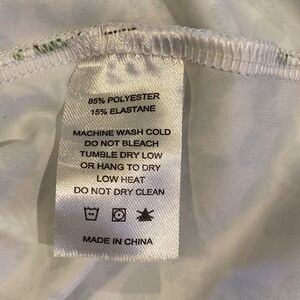 85% POLYESTER
15% ELASTANE
MACHINE WASH COLD
DO NOT BLEACH
TUMBLE DRY LOW
OR HANG TO DRY
LOW HEAT
DO NOT DRY CLEAN
MADE IN CHINA